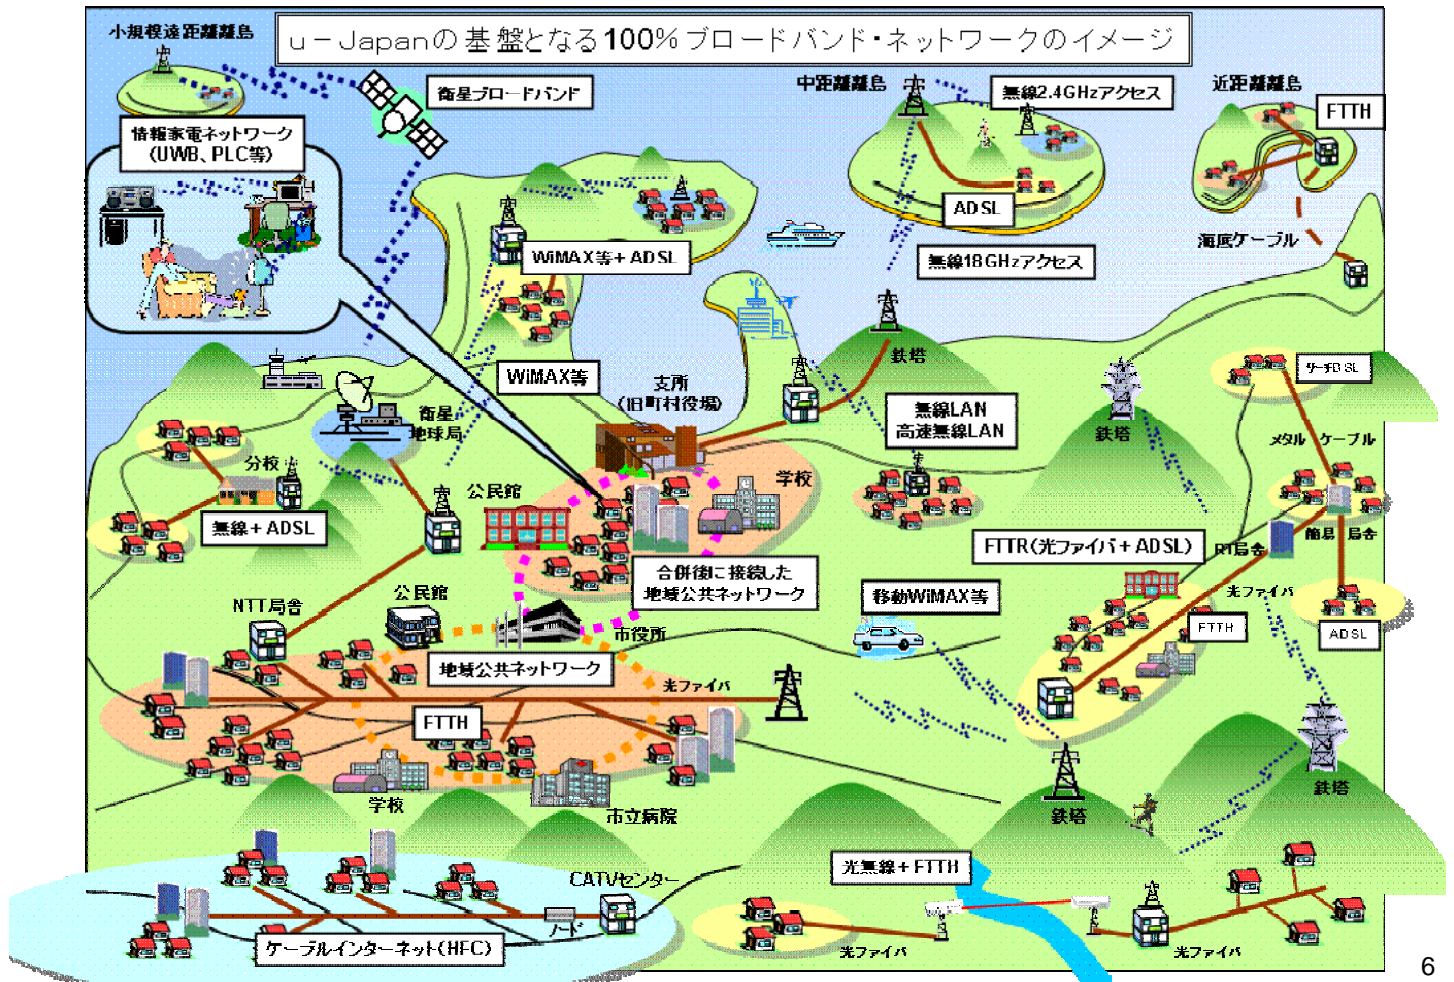 u－Japanの基盤となる100％ブロードバンド・ネットワークのイメージ
小規模遠距離離島
衛星ブロードバンド
中距離離島
無線2.4GHzアクセス
近距離離島
FTTH
情報家電ネットワーク
(UWB、PLC等)
ADSL
海底ケーブル
WiMAX等＋ADSL
無線18GHzアクセス
WiMAX等
鉄塔
支所
(旧町村役場)
リーチDSL
無線LAN
高速無線LAN
衛星
地球局
鉄塔
メタル ケーブル
分校
公民館
学校
無線＋ADSL
FTTR(光ファイバ＋ADSL)
RT局舎
簡易 局舎
合併後に接続した
地域公共ネットワーク
NTT局舎
公民館
移動WiMAX等
光ファイバ
FTTH
ADSL
市役所
地域公共ネットワーク
光ファイバ
FTTH
学校
市立病院
鉄塔
鉄塔
光無線＋FTTH
CATVセンター
ノード
ケーブルインターネット(HFC)
光ファイバ
光ファイバ
6